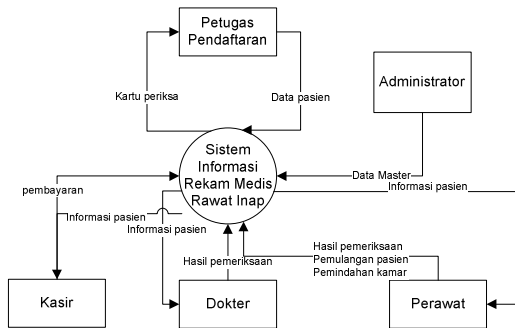 Petugas
Pendaftaran
Administrator
Kartu periksa
Data pasien
Sistem
Informasi
Rekam Medis
Rawat Inap
Data Master
Informasi pasien
pembayaran
Informasi pasien
Informasi pasien
Hasil pemeriksaan
Hasil pemeriksaan
Pemulangan pasien
Pemindahan kamar
Kasir
Dokter
Perawat